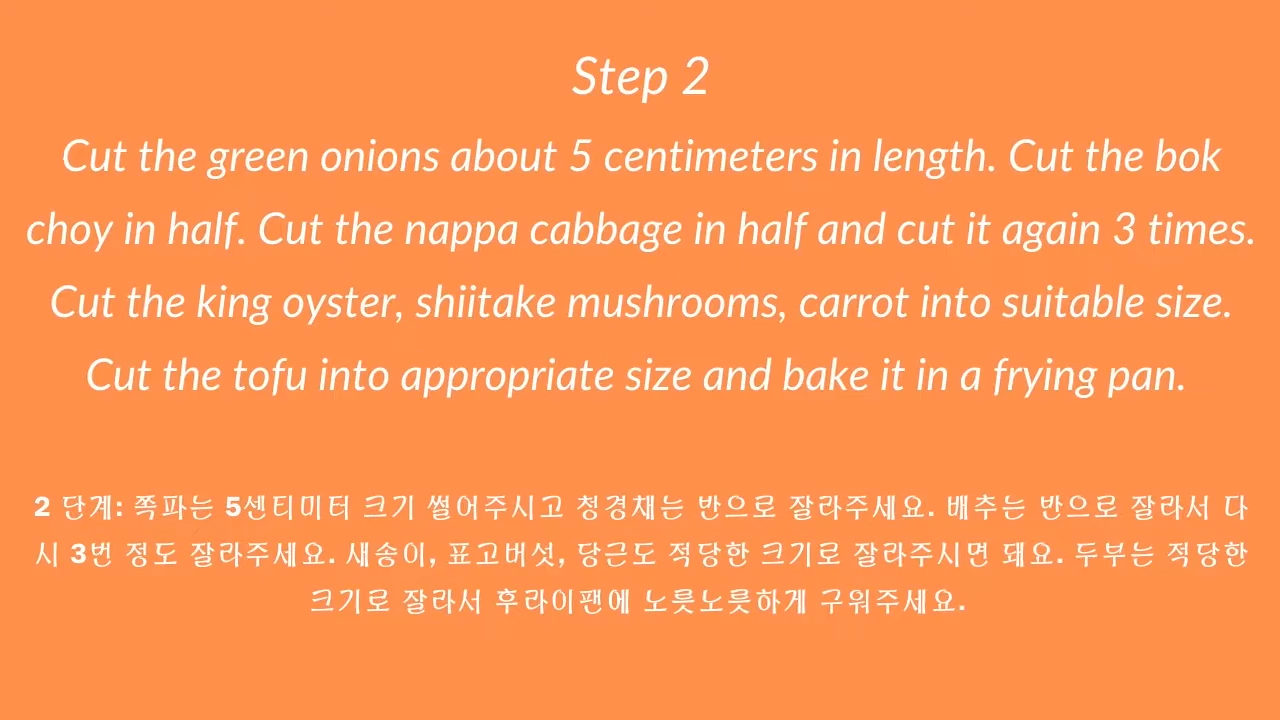 Step 2
Cut the green onions about 5 centimeters in length. Cut the bok
choy in half. Cut the nappa cabbage in half and cut it again 3 times.
Cut the king oyster, shiitake mushrooms, carrot into suitable size.
Cut the tofu into appropriate size and bake it in a frying pan.
2 단계: 쪽파는 5센티미터 크기 썰어주시고 청경채는 반으로 잘라주세요. 배추는 반으로 잘라서 다
시 3번 정도 잘라주세요. 새송이, 표고버섯, 당근도 적당한 크기로 잘라주시면 돼요. 두부는 적당한
크기로 잘라서 후라이팬에 노릇노릇하게 구워주세요.